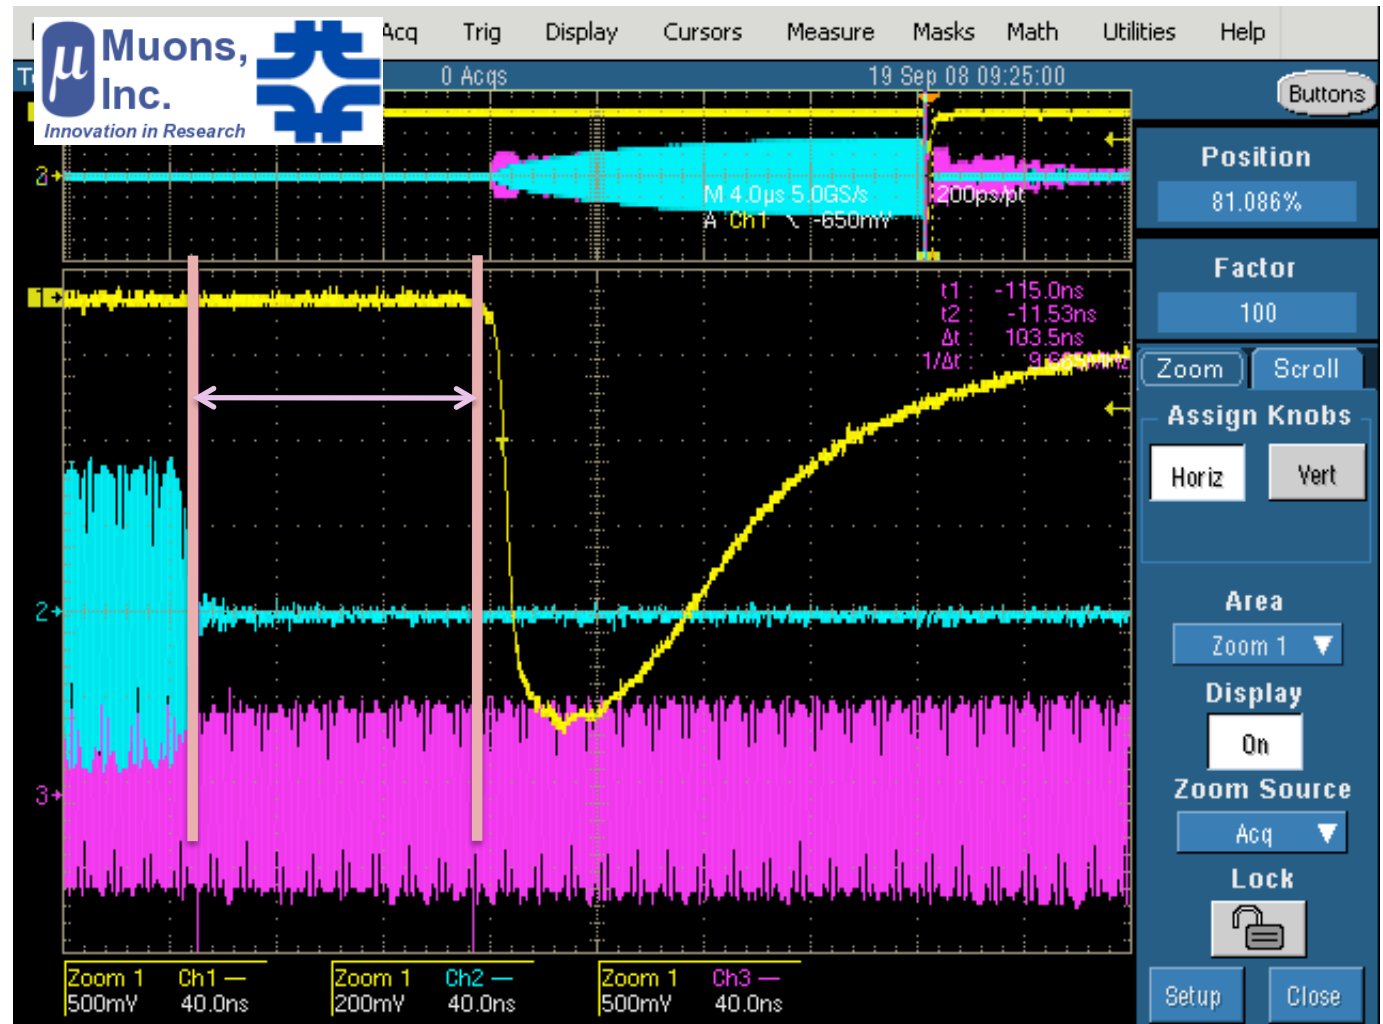 Acq Trig Display Cursors Measure Masks Math Utilities Help
μ Muons, Inc.
Innovation in Research
0 Acqs 19 Sep 08 09:25:00
Buttons
M 4.0μs 5.0GS/s 200ps/pt
A Ch1 \ -650mV
Position
81.086%
Factor
100
t1 : -115.0ns
t2 : -11.53ns
Δt : 103.5ns
1/Δt :
Zoom Scroll
Assign Knobs
Horiz Vert
1
2
3
Area
Zoom 1
Display
On
Zoom Source
Acq
Lock
Zoom 1 Ch1 Zoom 1 Ch2 Zoom 1 Ch3
500mV 40.0ns 200mV 40.0ns 500mV 40.0ns
Setup Close